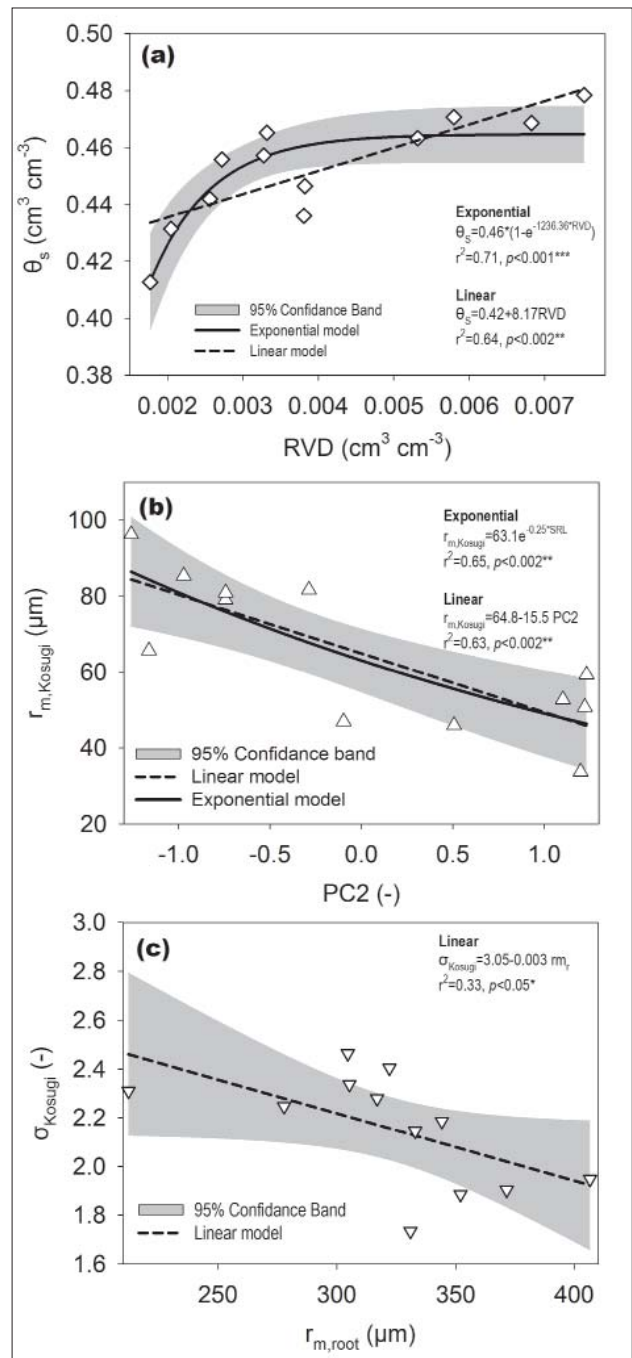 (a)
0.50
0.48
0.46
0.44
0.42
0.40
0.38
θs (cm³ cm⁻³)
Exponential
θS=0.46*(1-e^-1236.36*RVD)
r²=0.71, p<0.001***
Linear
θS=0.42+8.17RVD
r²=0.64, p<0.002**
95% Confidance Band
Exponential model
Linear model
0.002 0.003 0.004 0.005 0.006 0.007
RVD (cm³ cm⁻³)
(b)
100
80
60
40
20
rm,Kosugi (µm)
Exponential
rm,Kosugi=63.1e^-0.25*SRL
r²=0.65, p<0.002**
Linear
rm,Kosugi=64.8-15.5 PC2
r²=0.63, p<0.002**
95% Confidance band
Linear model
Exponential model
-1.0 -0.5 0.0 0.5 1.0
PC2 (-)
(c)
3.0
2.8
2.6
2.4
2.2
2.0
1.8
1.6
σKosugi (-)
Linear
σKosugi=3.05-0.003 rmr
r²=0.33, p<0.05*
95% Confidance Band
Linear model
250 300 350 400
rm,root (µm)